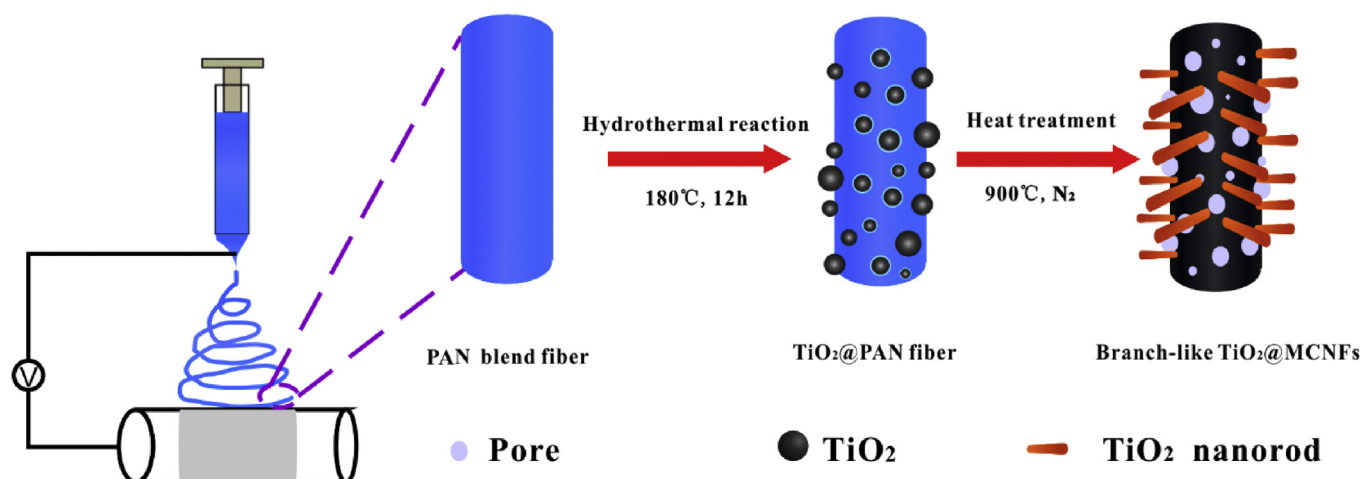 Hydrothermal reaction
180℃, 12h
Heat treatment
900℃, N₂
V
PAN blend fiber
TiO₂@PAN fiber
Branch-like TiO₂@MCNFs
Pore
TiO₂
TiO₂ nanorod